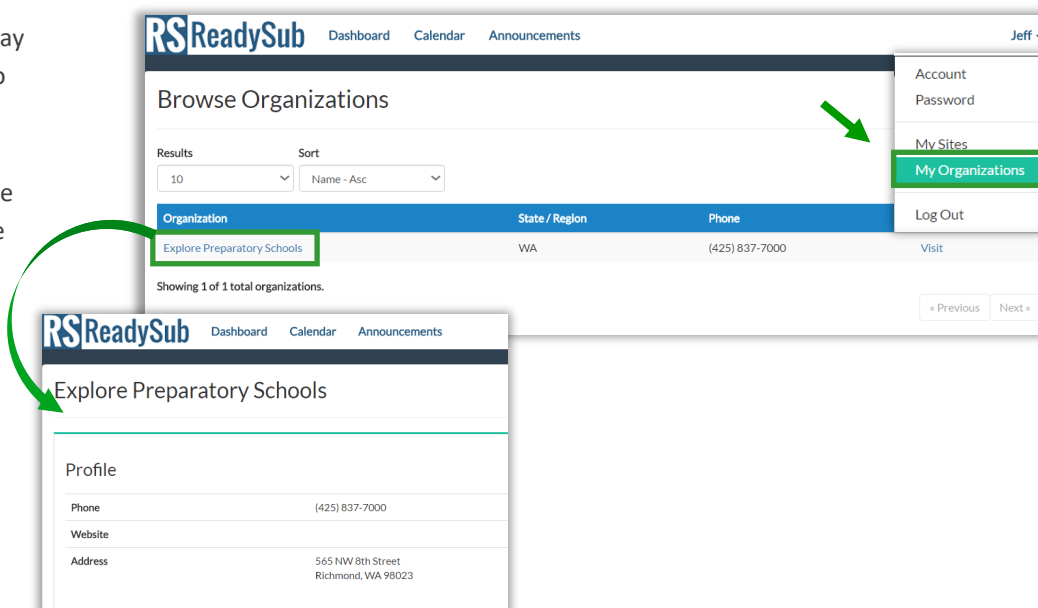 ay
o
e
e
RS ReadySub Dashboard Calendar Announcements Jeff
Account
Password
My Sites
My Organizations
Log Out
Browse Organizations
Results Sort
10 Name - Asc
Organization State / Region Phone
Explore Preparatory Schools WA (425) 837-7000 Visit
Showing 1 of 1 total organizations.
« Previous Next »
RS ReadySub Dashboard Calendar Announcements
Explore Preparatory Schools
Profile
Phone (425) 837-7000
Website
Address 565 NW 8th Street
Richmond, WA 98023